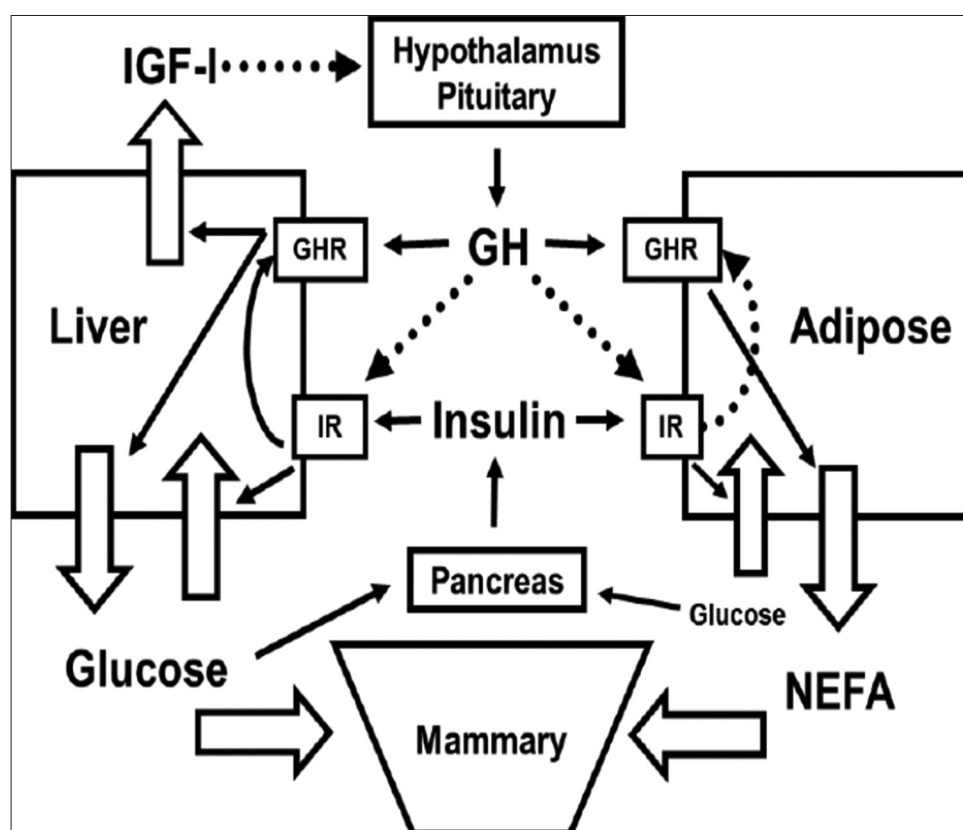 IGF-I
Hypothalamus
Pituitary
GHR
GH
GHR
Liver
Adipose
IR
Insulin
IR
Pancreas
Glucose
Glucose
NEFA
Mammary